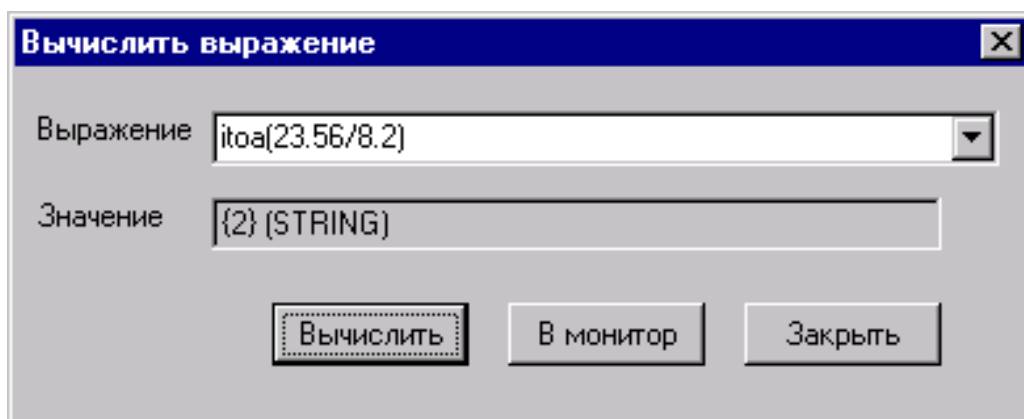 Вычислить выражение
Выражение itoa(23.56/8.2)
Значение {2} (STRING)
Вычислить В монитор Закрыть